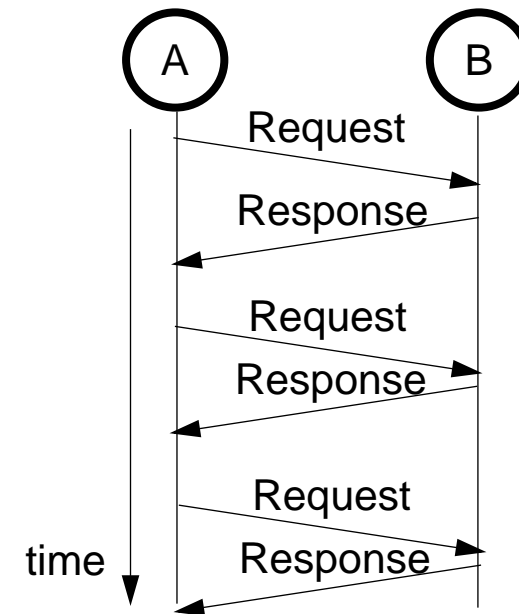 A
B
Request
Response
Request
Response
Request
Response
time